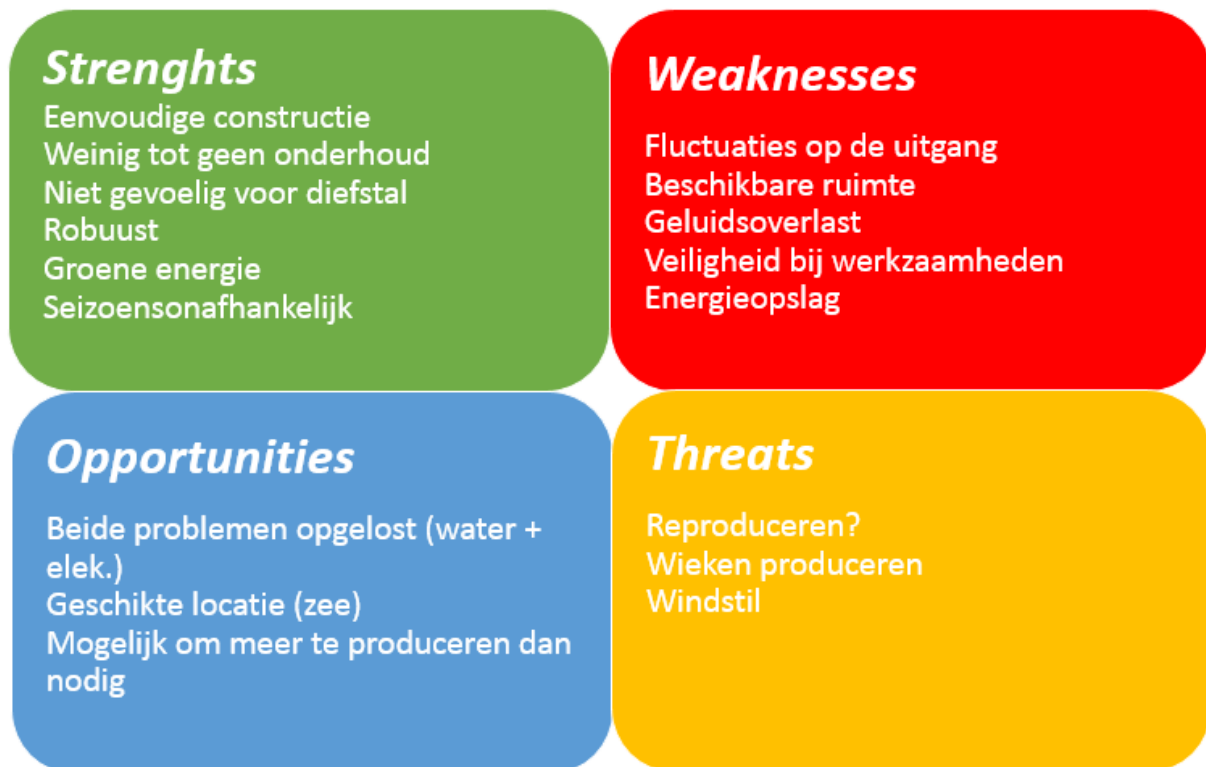 Strenghts
Eenvoudige constructie
Weinig tot geen onderhoud
Niet gevoelig voor diefstal
Robuust
Groene energie
Seizoensonafhankelijk
Weaknesses
Fluctuaties op de uitgang
Beschikbare ruimte
Geluidsoverlast
Veiligheid bij werkzaamheden
Energieopslag
Opportunities
Beide problemen opgelost (water +
elek.)
Geschikte locatie (zee)
Mogelijk om meer te produceren dan
nodig
Threats
Reproduceren?
Wieken produceren
Windstil